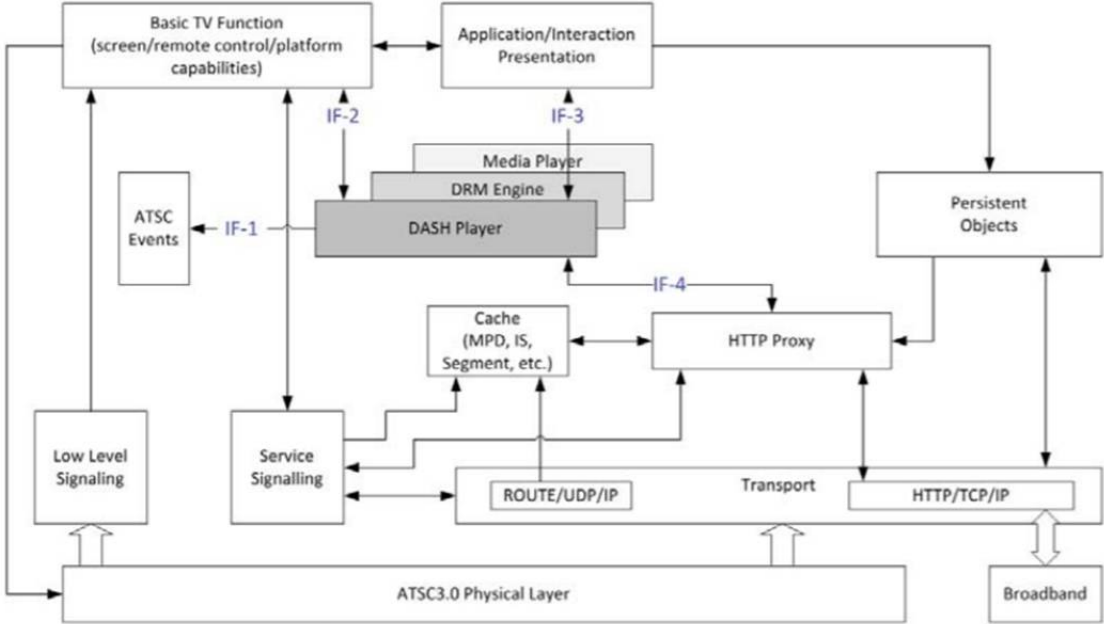 Basic TV Function
(screen/remote control/platform
capabilities)
Application/Interaction
Presentation
IF-2
IF-3
Media Player
DRM Engine
DASH Player
ATSC
Events
IF-1
Persistent
Objects
IF-4
Cache
(MPD, IS,
Segment, etc.)
HTTP Proxy
Low Level
Signaling
Service
Signalling
Transport
ROUTE/UDP/IP
HTTP/TCP/IP
ATSC3.0 Physical Layer
Broadband